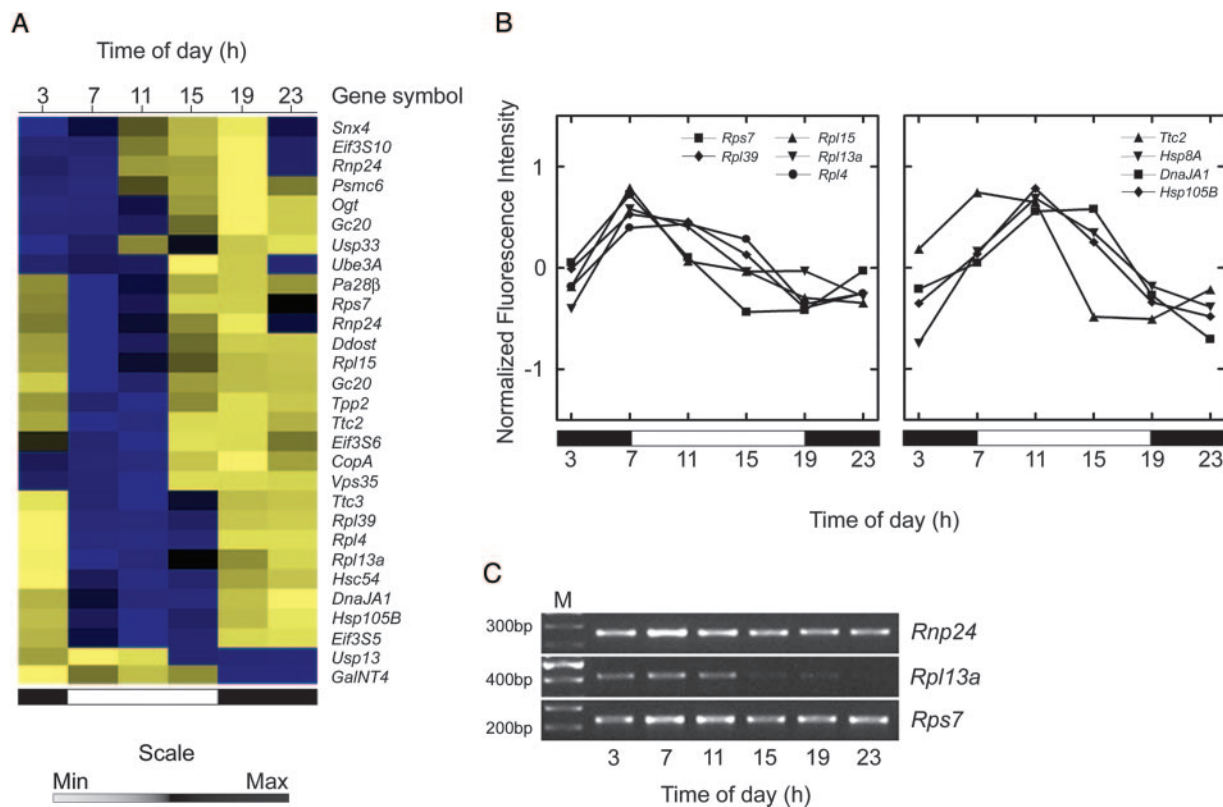 A
Time of day (h)
3 7 11 15 19 23 Gene symbol
Snx4
Eif3S10
Rnp24
Psmc6
Ogt
Gc20
Usp33
Ube3A
Pa28β
Rps7
Rnp24
Ddost
Rpl15
Gc20
Tpp2
Ttc2
Eif3S6
CopA
Vps35
Ttc3
Rpl39
Rpl4
Rpl13a
Hsc54
DnaJA1
Hsp105B
Eif3S5
Usp13
GalNT4
Scale
Min Max
B
Normalized Fluorescence Intensity
1
0
-1
Rps7 Rpl15
Rpl39 Rpl13a
Rpl4
Ttc2
Hsp8A
DnaJA1
Hsp105B
3 7 11 15 19 23 3 7 11 15 19 23
Time of day (h)
C
M
300bp Rnp24
400bp Rpl13a
200bp Rps7
3 7 11 15 19 23
Time of day (h)